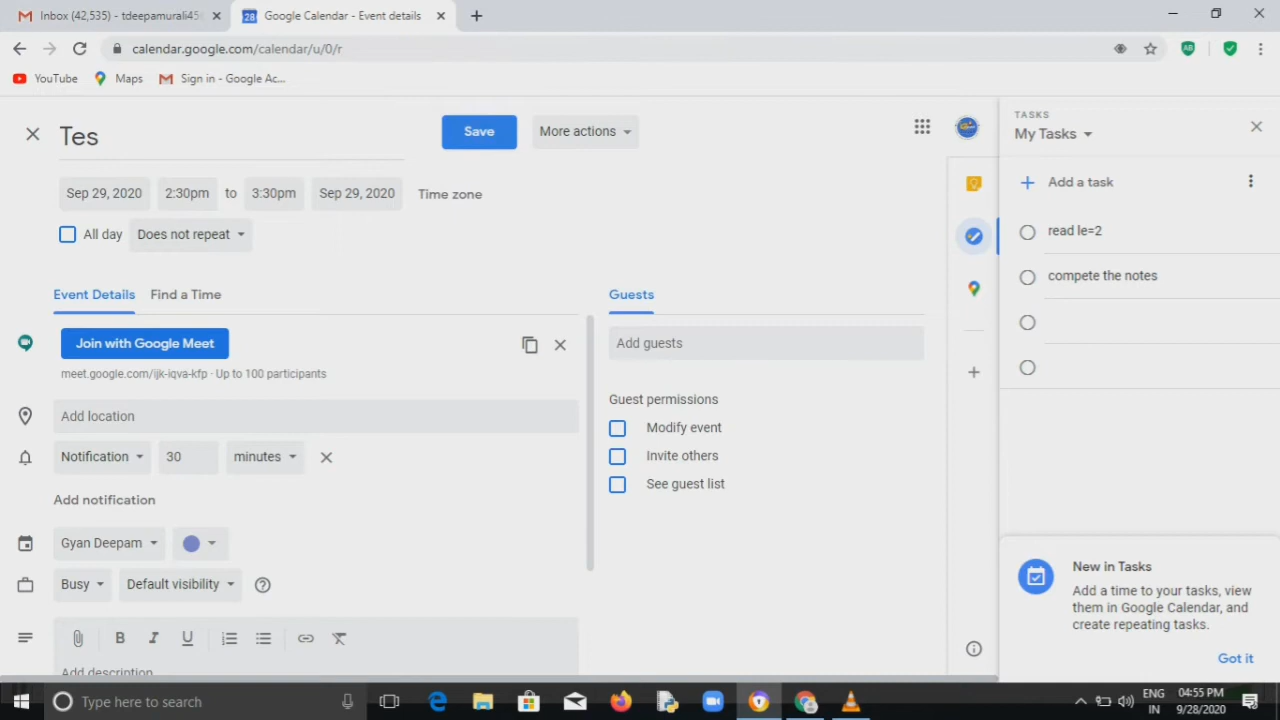 Inbox (42,535) - tdeepamurali45
Google Calendar - Event details
calendar.google.com/calendar/u/0/r
YouTube
Maps
Sign in - Google Ac...
Tes
Save
More actions
Sep 29, 2020
2:30pm
to
3:30pm
Sep 29, 2020
Time zone
All day
Does not repeat
Event Details
Find a Time
Join with Google Meet
meet.google.com/ijk-iqva-kfp · Up to 100 participants
Add location
Notification
30
minutes
Add notification
Gyan Deepam
Busy
Default visibility
B I U
Add description
Guests
Add guests
Guest permissions
Modify event
Invite others
See guest list
TASKS
My Tasks
Add a task
read le=2
compete the notes
New in Tasks
Add a time to your tasks, view
them in Google Calendar, and
create repeating tasks.
Got it
Type here to search
ENG
IN
04:55 PM
9/28/2020